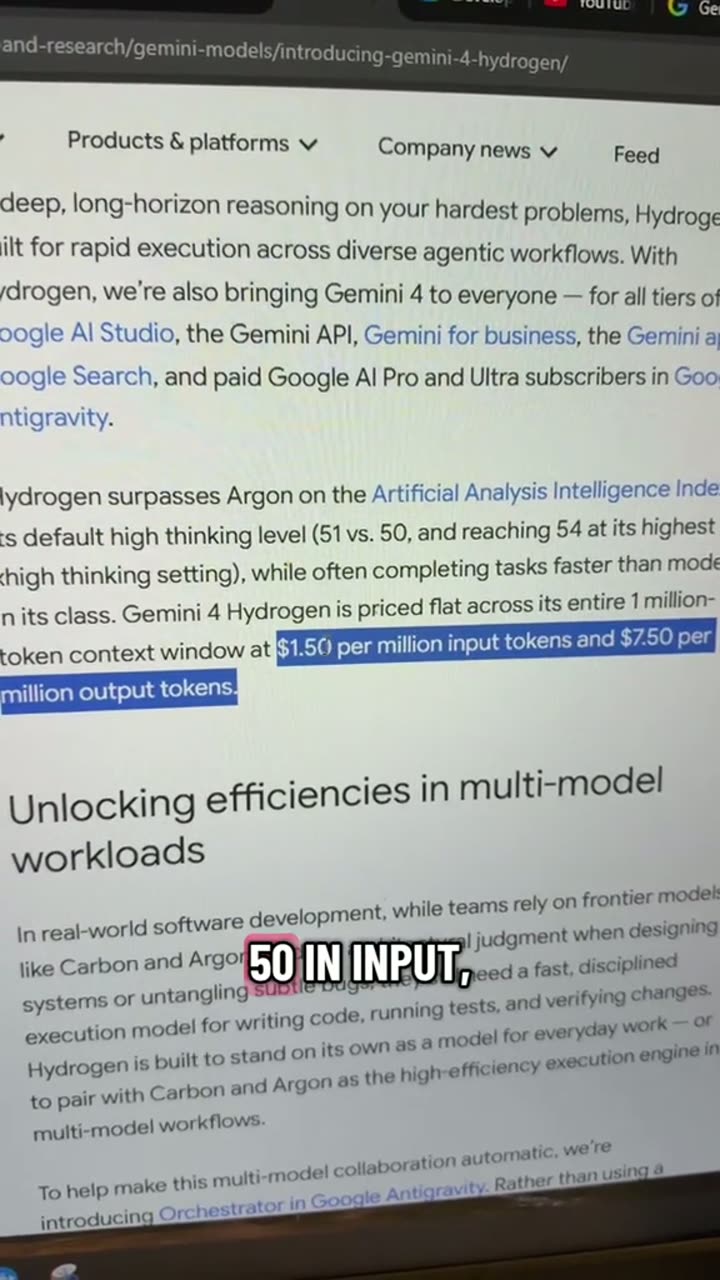 YouTub
Ge
-and-research/gemini-models/introducing-gemini-4-hydrogen/
Products & platforms
Company news
Feed
deep, long-horizon reasoning on your hardest problems, Hydroge
ilt for rapid execution across diverse agentic workflows. With
ydrogen, we're also bringing Gemini 4 to everyone — for all tiers of
oogle AI Studio, the Gemini API, Gemini for business, the Gemini a
oogle Search, and paid Google AI Pro and Ultra subscribers in Goo
ntigravity.
Hydrogen surpasses Argon on the Artificial Analysis Intelligence Inde
ts default high thinking level (51 vs. 50, and reaching 54 at its highest
xhigh thinking setting), while often completing tasks faster than mode
n its class. Gemini 4 Hydrogen is priced flat across its entire 1 million-
token context window at $1.50 per million input tokens and $7.50 per
million output tokens.
Unlocking efficiencies in multi-model
workloads
In real-world software development, while teams rely on frontier models
like Carbon and Argon judgment when designing
50 IN INPUT,
systems or untangling subtle bugs, need a fast, disciplined
execution model for writing code, running tests, and verifying changes.
Hydrogen is built to stand on its own as a model for everyday work — or
to pair with Carbon and Argon as the high-efficiency execution engine in
multi-model workflows.
To help make this multi-model collaboration automatic, we're
introducing Orchestrator in Google Antigravity. Rather than using a